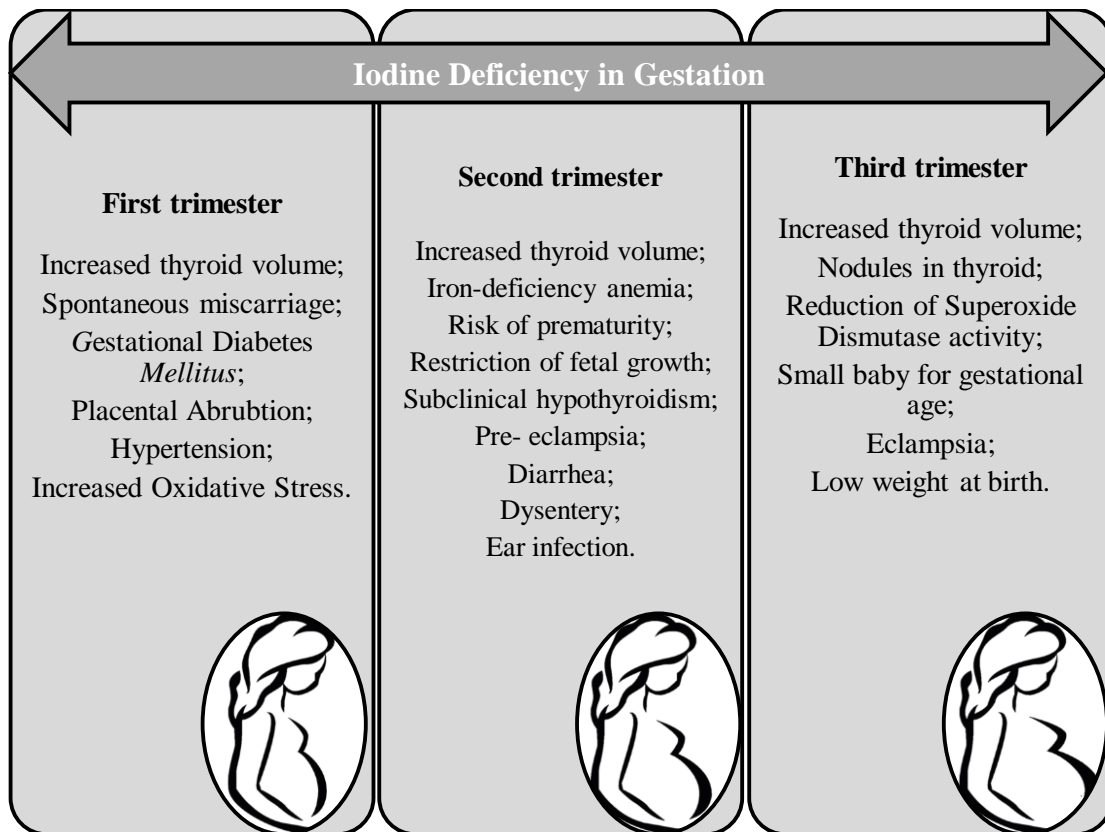 Iodine Deficiency in Gestation
First trimester
Increased thyroid volume;
Spontaneous miscarriage;
Gestational Diabetes
Mellitus;
Placental Abrubtion;
Hypertension;
Increased Oxidative Stress.
Second trimester
Increased thyroid volume;
Iron-deficiency anemia;
Risk of prematurity;
Restriction of fetal growth;
Subclinical hypothyroidism;
Pre- eclampsia;
Diarrhea;
Dysentery;
Ear infection.
Third trimester
Increased thyroid volume;
Nodules in thyroid;
Reduction of Superoxide
Dismutase activity;
Small baby for gestational
age;
Eclampsia;
Low weight at birth.